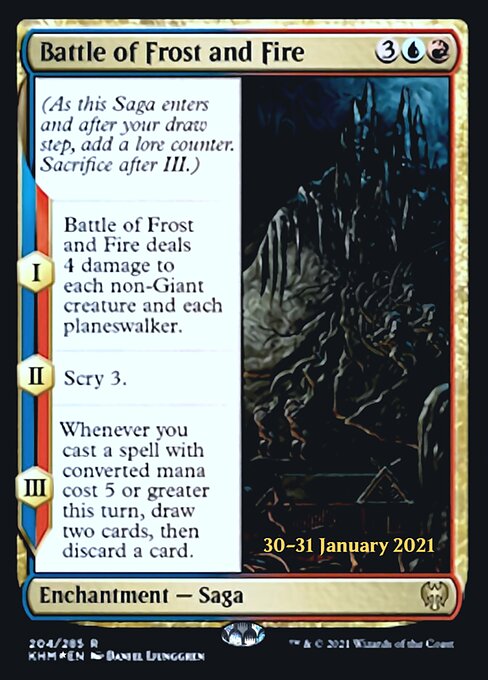 Battle of Frost and Fire 3
(As this Saga enters
and after your draw
step, add a lore counter.
Sacrifice after III.)
I
Battle of Frost
and Fire deals
4 damage to
each non-Giant
creature and each
planeswalker.
II
Scry 3.
III
Whenever you
cast a spell with
converted mana
cost 5 or greater
this turn, draw
two cards, then
discard a card.
30–31 January 2021
Enchantment — Saga
204/285 R
KHM★EN Daniel Ljunggren
™ & © 2021 Wizards of the Coast